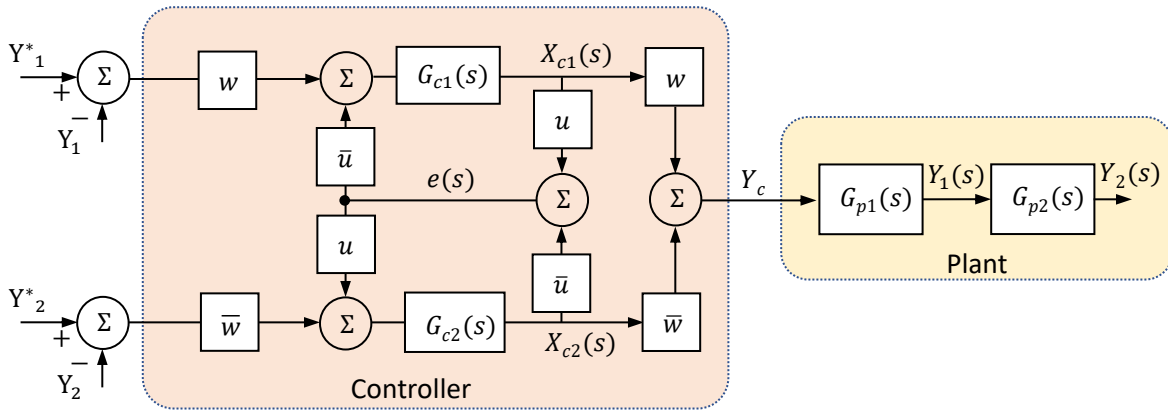 Y*1
+
Σ
−
Y1
w
Σ
Gc1(s)
Xc1(s)
w
u
ū
e(s)
Σ
Σ
Yc
Gp1(s)
Y1(s)
Gp2(s)
Y2(s)
Plant
u
ū
Y*2
+
Σ
−
Y2
w̅
Σ
Gc2(s)
Xc2(s)
w̅
Controller